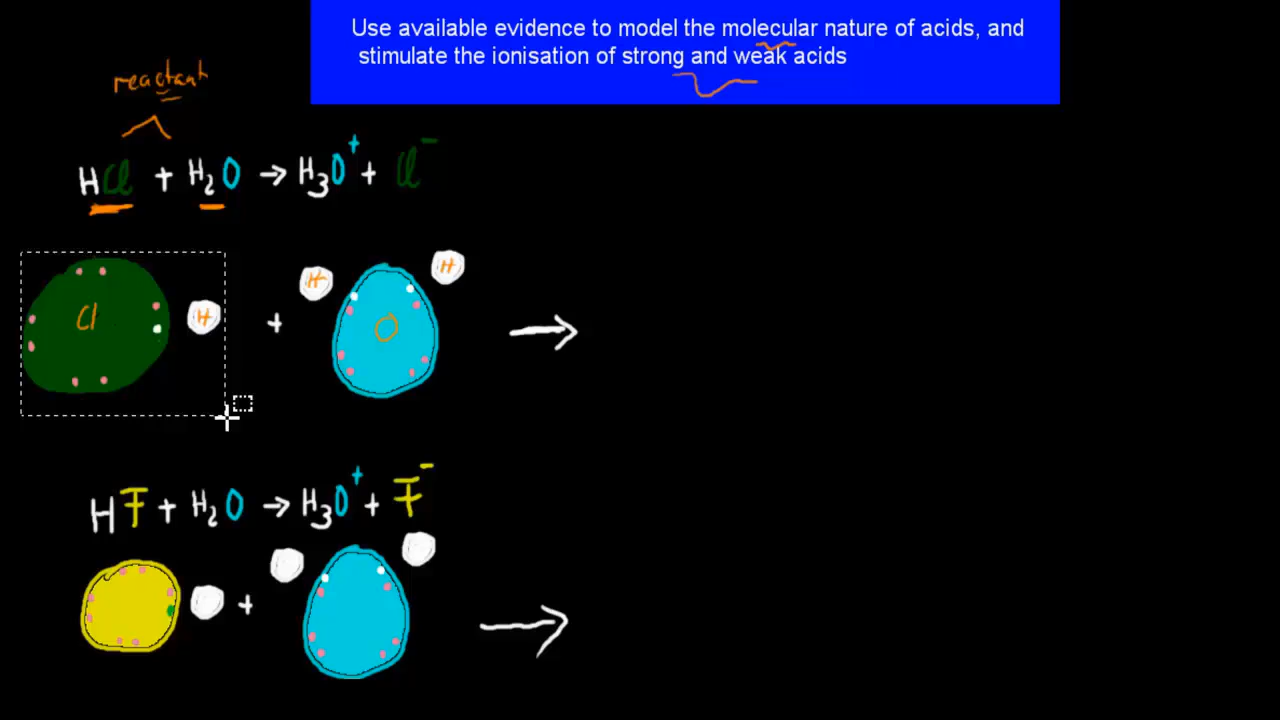 Use available evidence to model the molecular nature of acids, and
stimulate the ionisation of strong and weak acids
reactant
HCl + H₂O → H₃O⁺ + Cl⁻
Cl H + H O H →
HF + H₂O → H₃O⁺ + F⁻
+ →